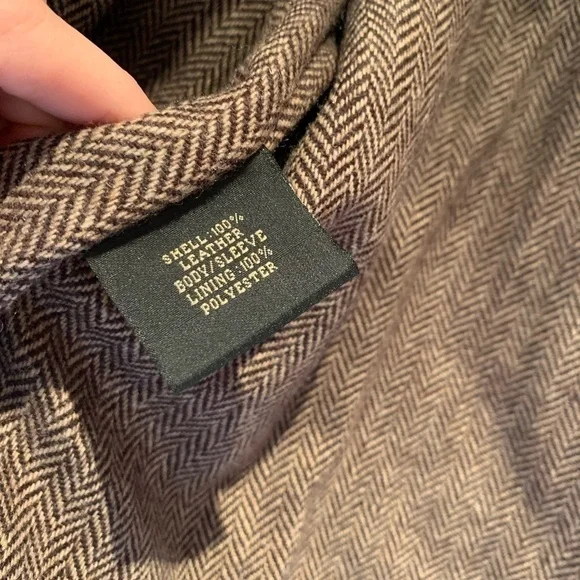 SHELL:100%
LEATHER
BODY/SLEEVE
LINING:100%
POLYESTER